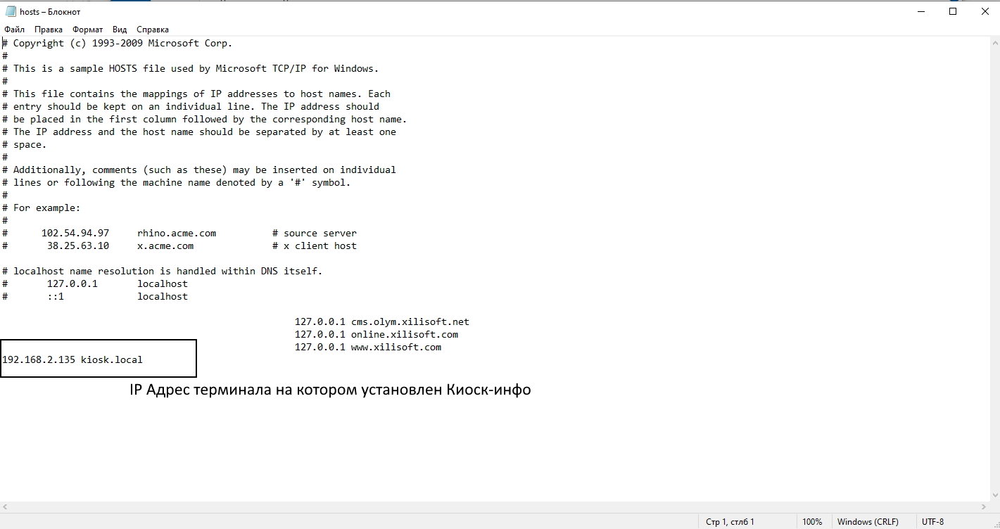 hosts – Блокнот
Файл Правка Формат Вид Справка
# Copyright (c) 1993-2009 Microsoft Corp.
#
# This is a sample HOSTS file used by Microsoft TCP/IP for Windows.
#
# This file contains the mappings of IP addresses to host names. Each
# entry should be kept on an individual line. The IP address should
# be placed in the first column followed by the corresponding host name.
# The IP address and the host name should be separated by at least one
# space.
#
# Additionally, comments (such as these) may be inserted on individual
# lines or following the machine name denoted by a '#' symbol.
#
# For example:
#
#      102.54.94.97     rhino.acme.com          # source server
#       38.25.63.10     x.acme.com              # x client host
# localhost name resolution is handled within DNS itself.
#       127.0.0.1       localhost
#       ::1             localhost
127.0.0.1 cms.olym.xilisoft.net
127.0.0.1 online.xilisoft.com
127.0.0.1 www.xilisoft.com
192.168.2.135 kiosk.local
IP Адрес терминала на котором установлен Киоск-инфо
Стр 1, стлб 1 100% Windows (CRLF) UTF-8